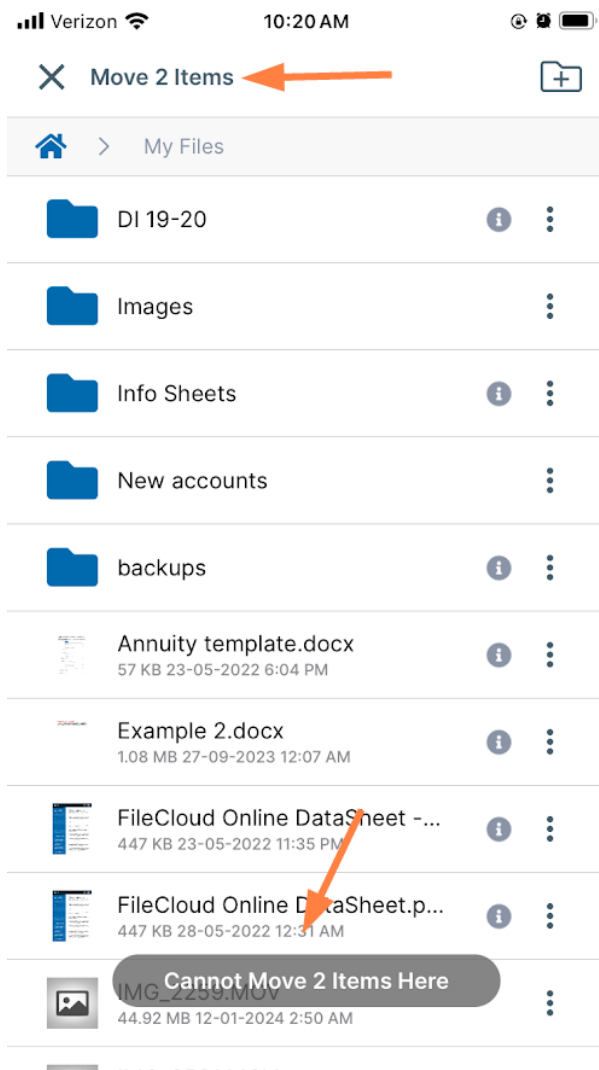 Verizon 10:20 AM
Move 2 Items
My Files
DI 19-20
Images
Info Sheets
New accounts
backups
Annuity template.docx
57 KB 23-05-2022 6:04 PM
Example 2.docx
1.08 MB 27-09-2023 12:07 AM
FileCloud Online DataSheet -...
447 KB 23-05-2022 11:35 PM
FileCloud Online DataSheet.p...
447 KB 28-05-2022 12:31 AM
Cannot Move 2 Items Here
IMG_2259.MOV
44.92 MB 12-01-2024 2:50 AM